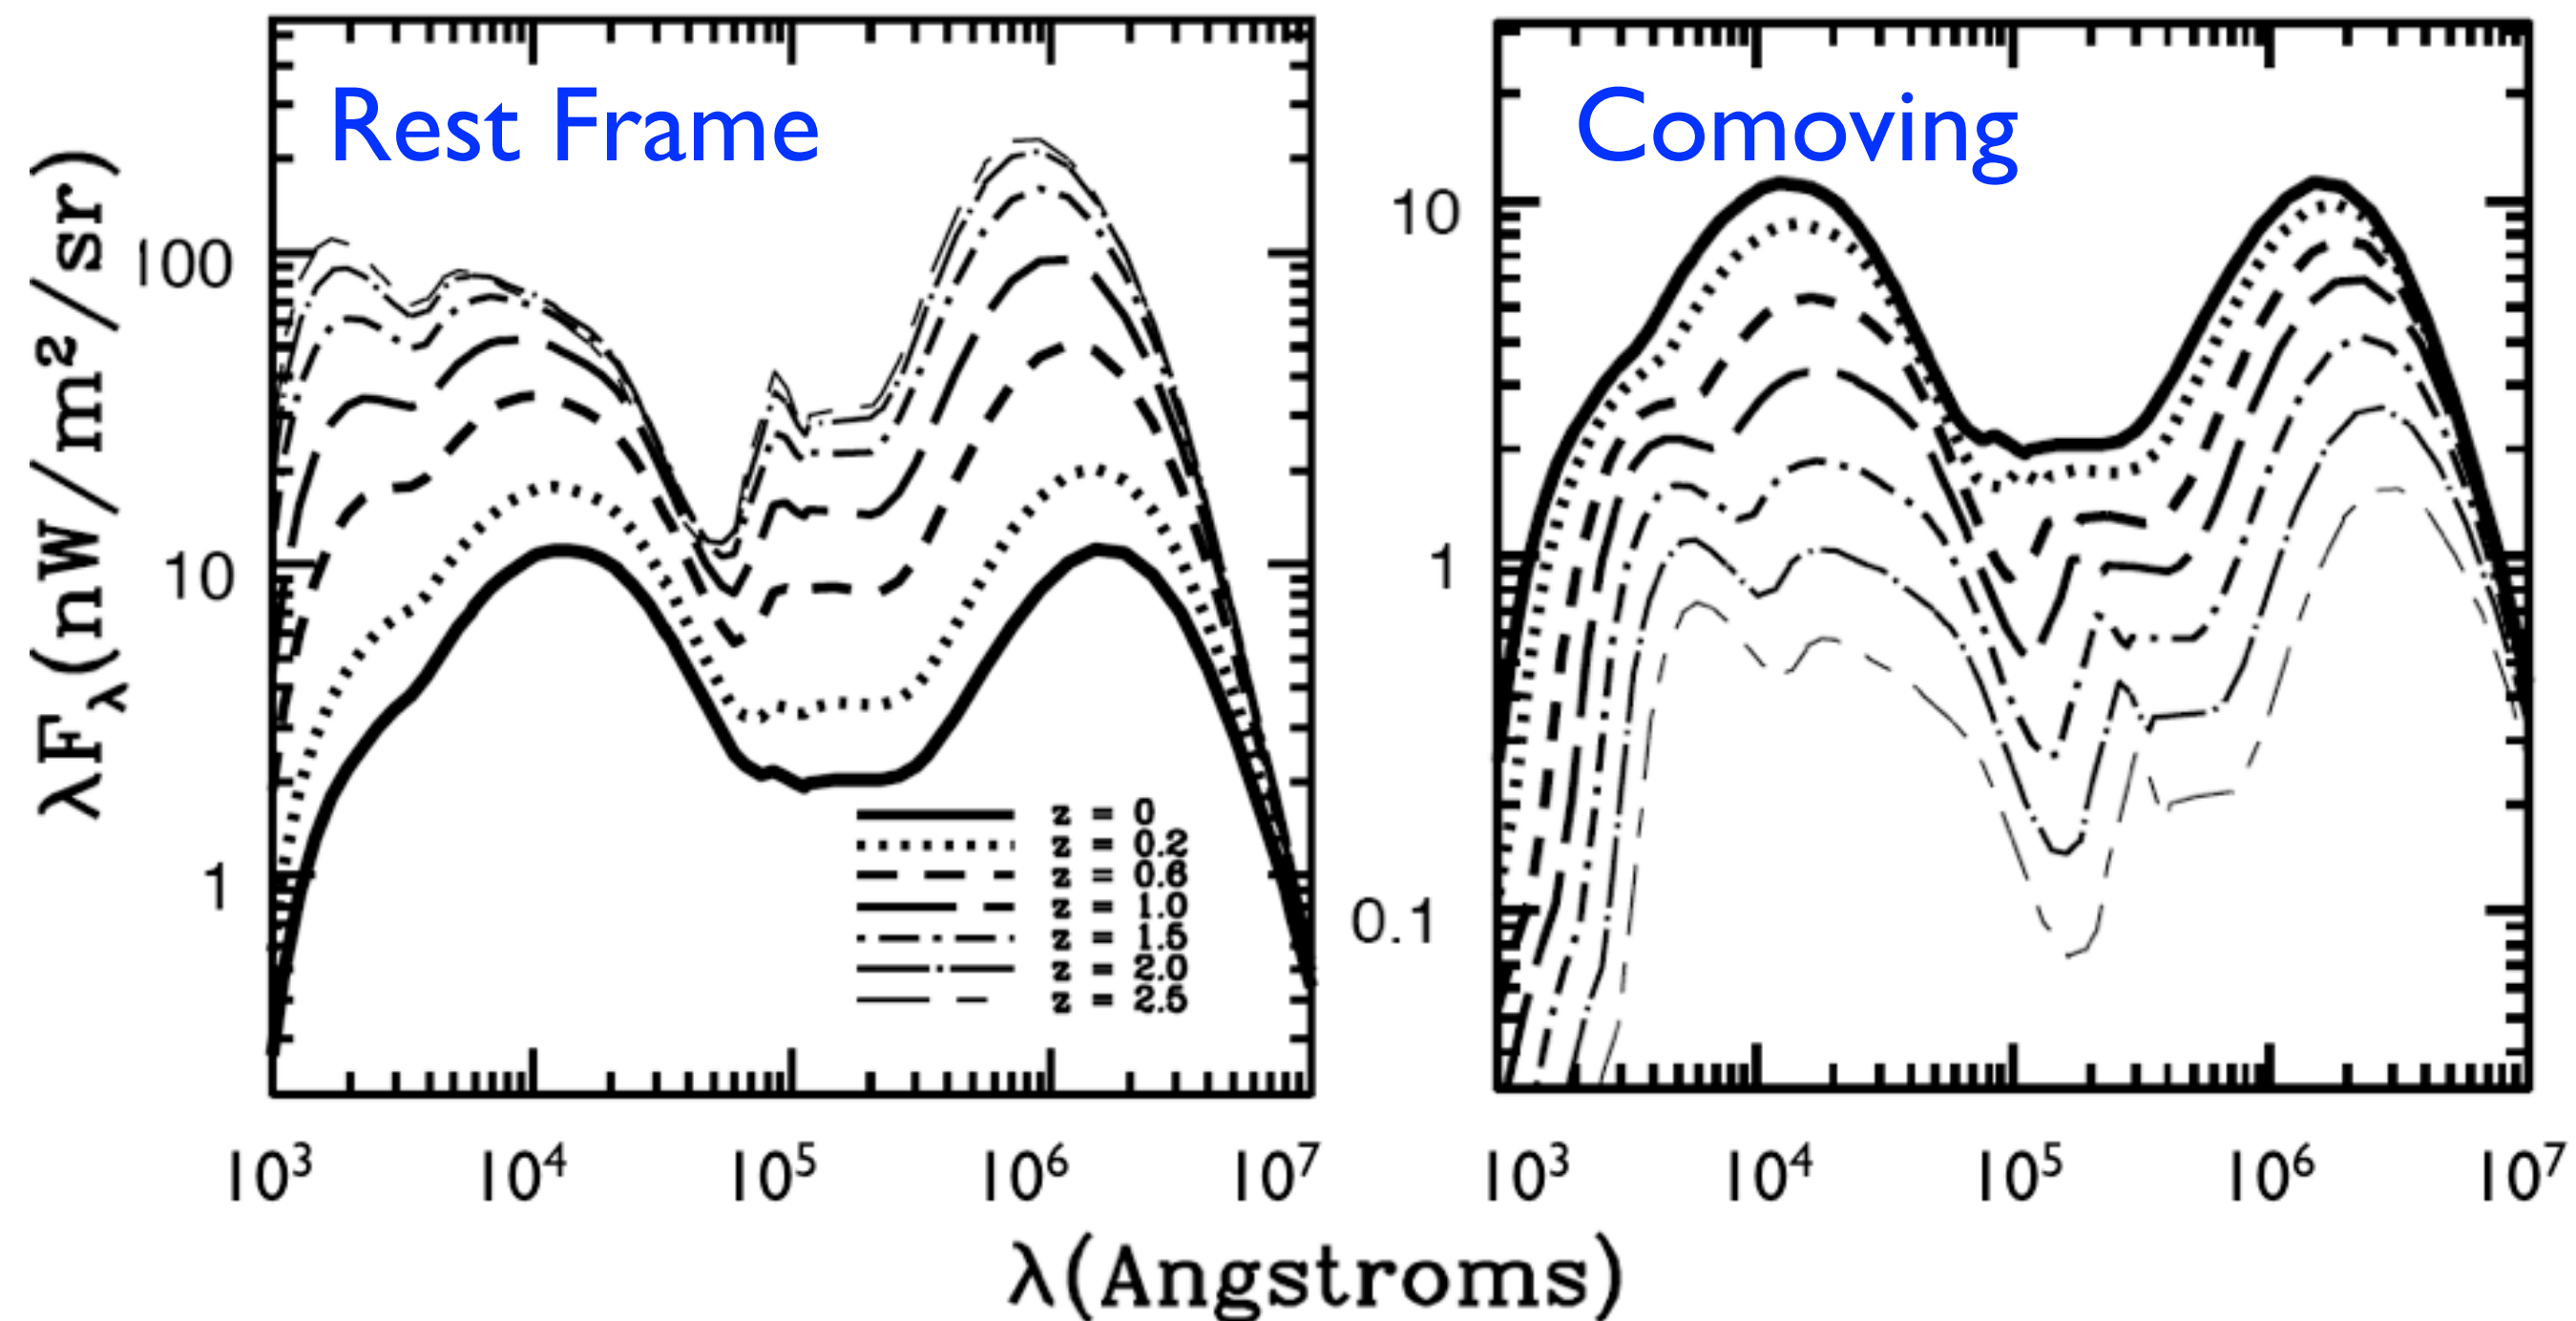 Rest Frame
Comoving
λFλ(nW/m²/sr)
100
10
1
z = 0
z = 0.2
z = 0.6
z = 1.0
z = 1.5
z = 2.0
z = 2.5
10³ 10⁴ 10⁵ 10⁶ 10⁷
10
1
0.1
10³ 10⁴ 10⁵ 10⁶ 10⁷
λ(Angstroms)